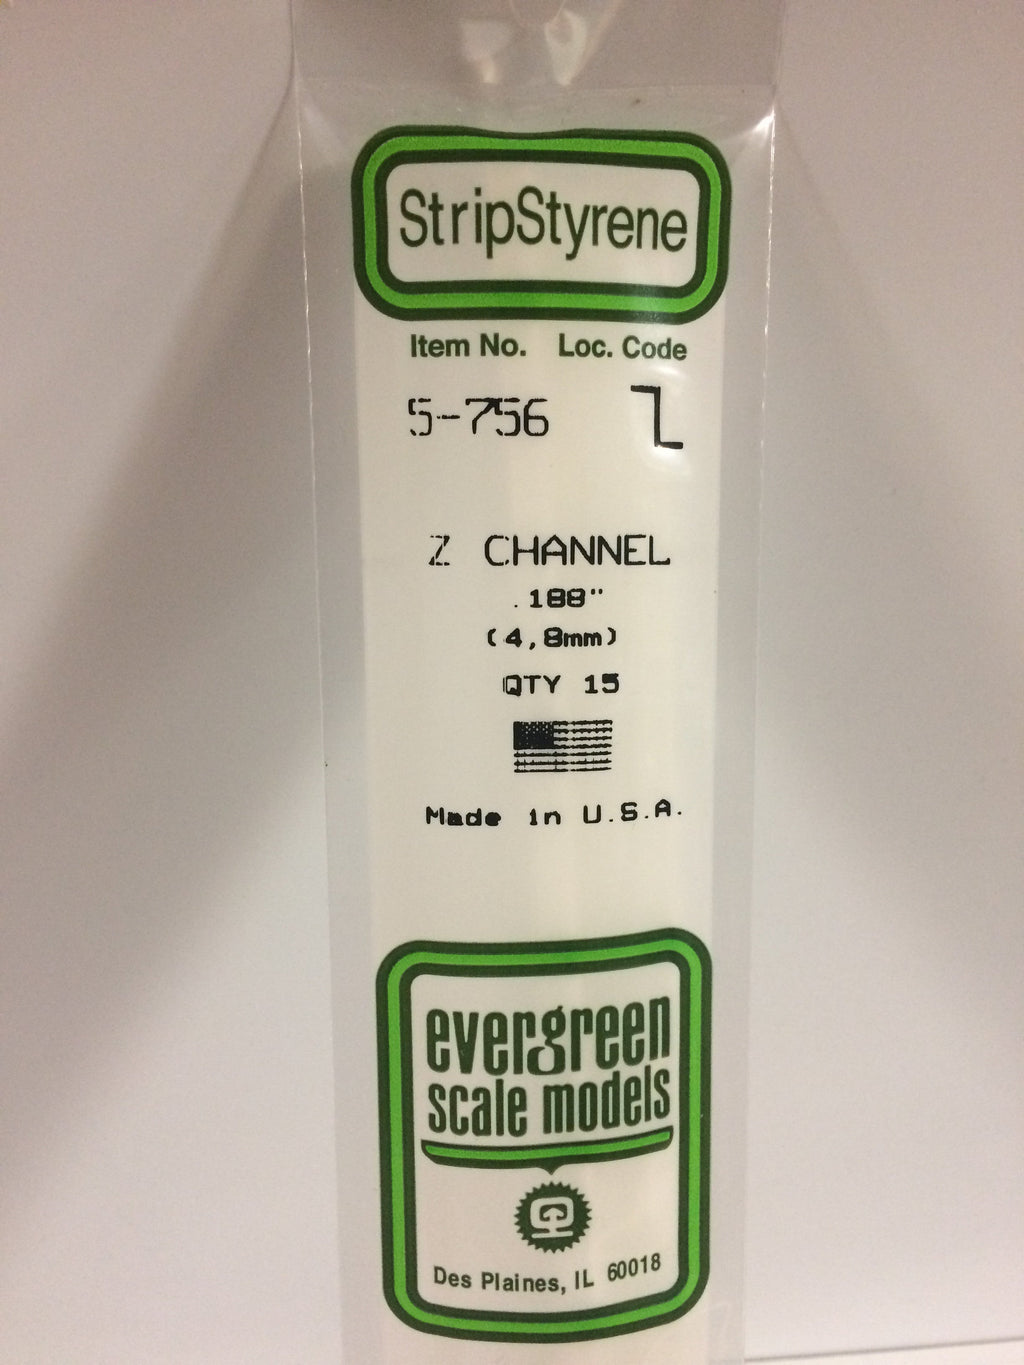 StripStyrene
Item No. Loc. Code
5-756
Z CHANNEL
.188"
(4,8mm)
QTY 15
Made in U.S.A.
evergreen
scale models
Des Plaines, IL 60018